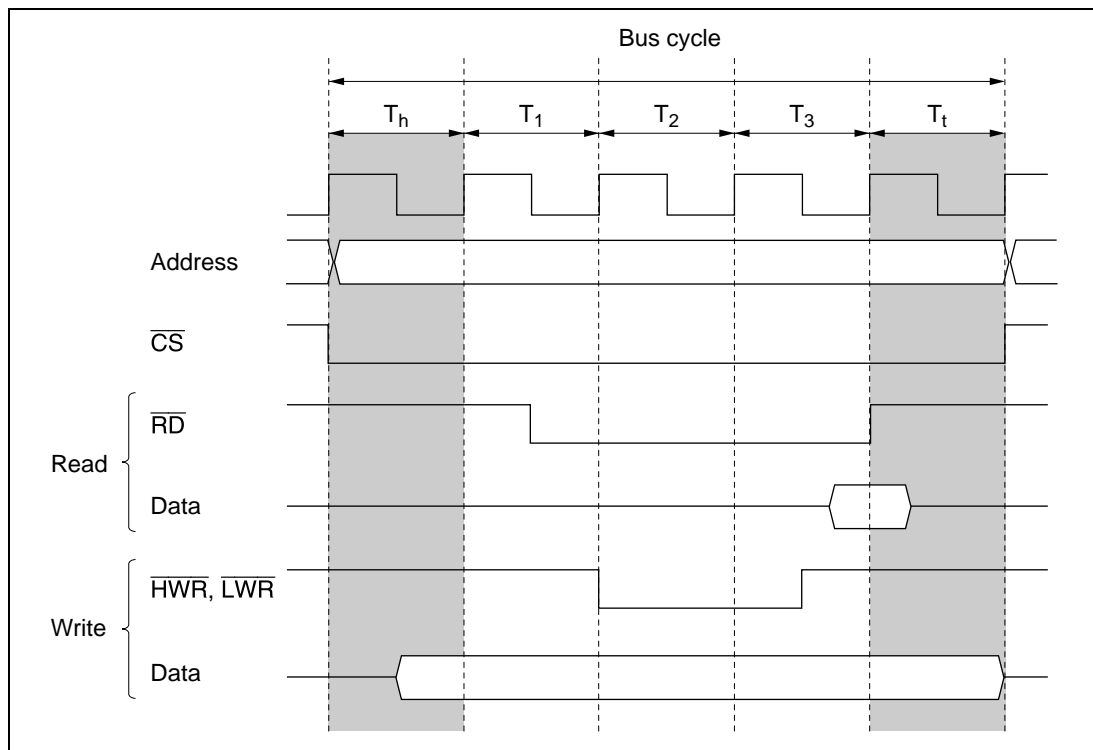 Bus cycle
Th T1 T2 T3 Tt
Address
CS
Read
RD
Data
Write
HWR, LWR
Data